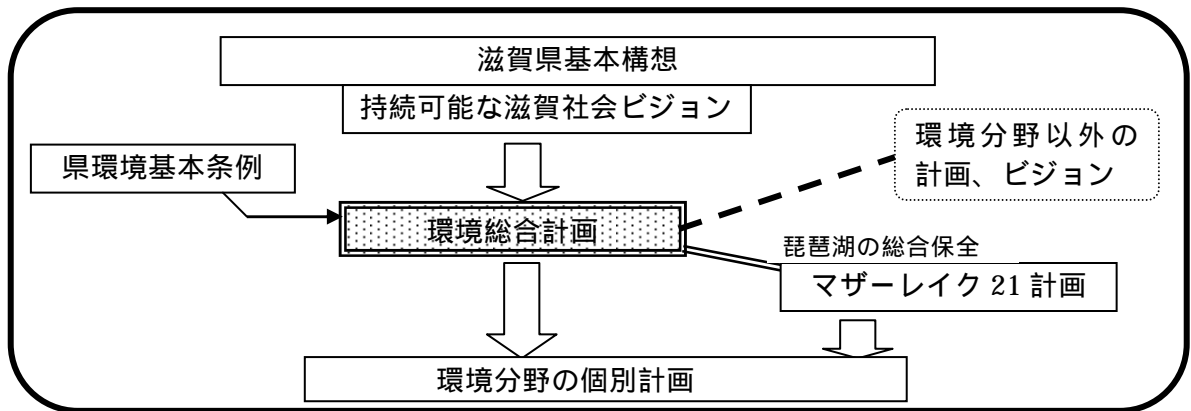 滋賀県基本構想
持続可能な滋賀社会ビジョン
環境分野以外の
計画、ビジョン
県環境基本条例
環境総合計画
琵琶湖の総合保全
マザーレイク21計画
環境分野の個別計画